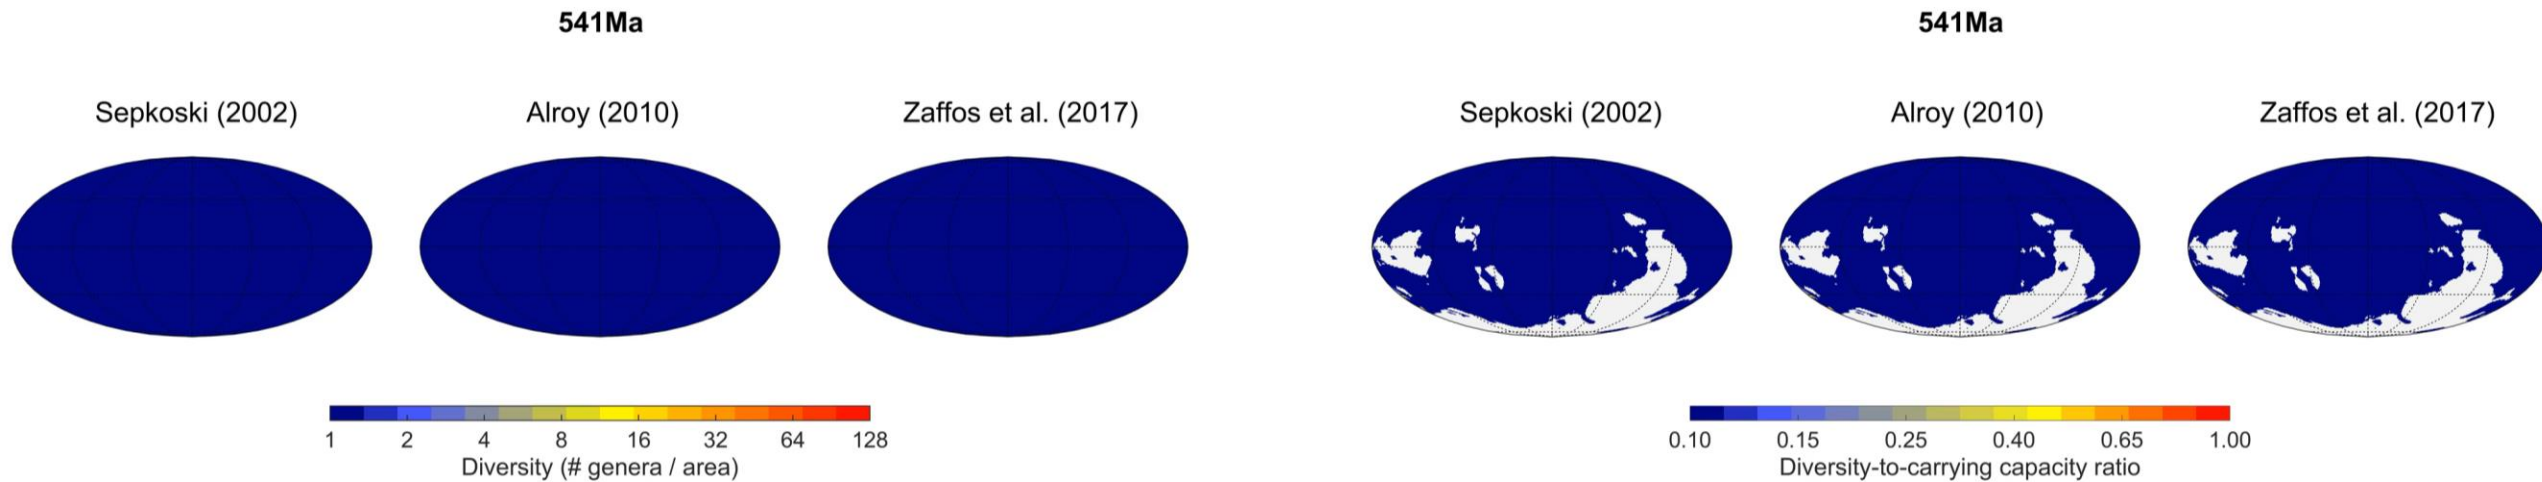 541Ma
Sepkoski (2002)
Alroy (2010)
Zaffos et al. (2017)
1 2 4 8 16 32 64 128
Diversity (# genera / area)
541Ma
Sepkoski (2002)
Alroy (2010)
Zaffos et al. (2017)
0.10 0.15 0.25 0.40 0.65 1.00
Diversity-to-carrying capacity ratio